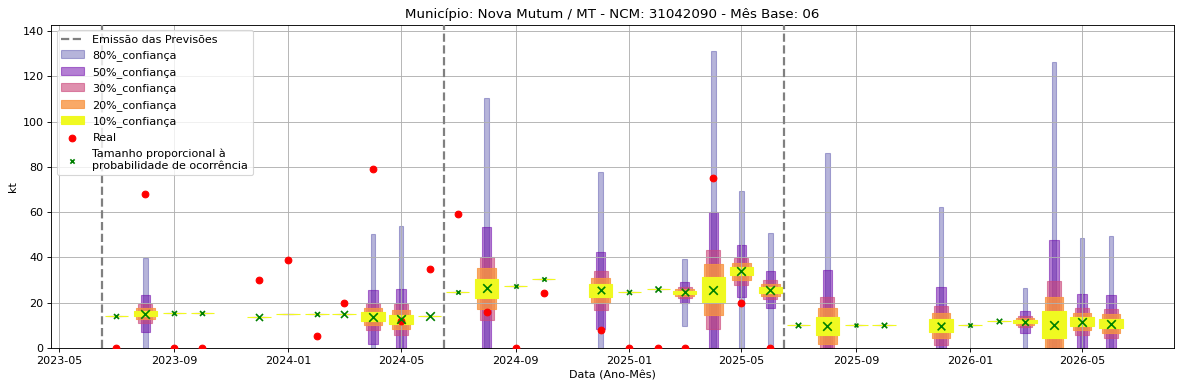 Município: Nova Mutum / MT - NCM: 31042090 - Mês Base: 06
140
120
100
80
60
40
20
0
kt
Emissão das Previsões
80%_confiança
50%_confiança
30%_confiança
20%_confiança
10%_confiança
Real
Tamanho proporcional à
probabilidade de ocorrência
2023-05 2023-09 2024-01 2024-05 2024-09 2025-01 2025-05 2025-09 2026-01 2026-05
Data (Ano-Mês)